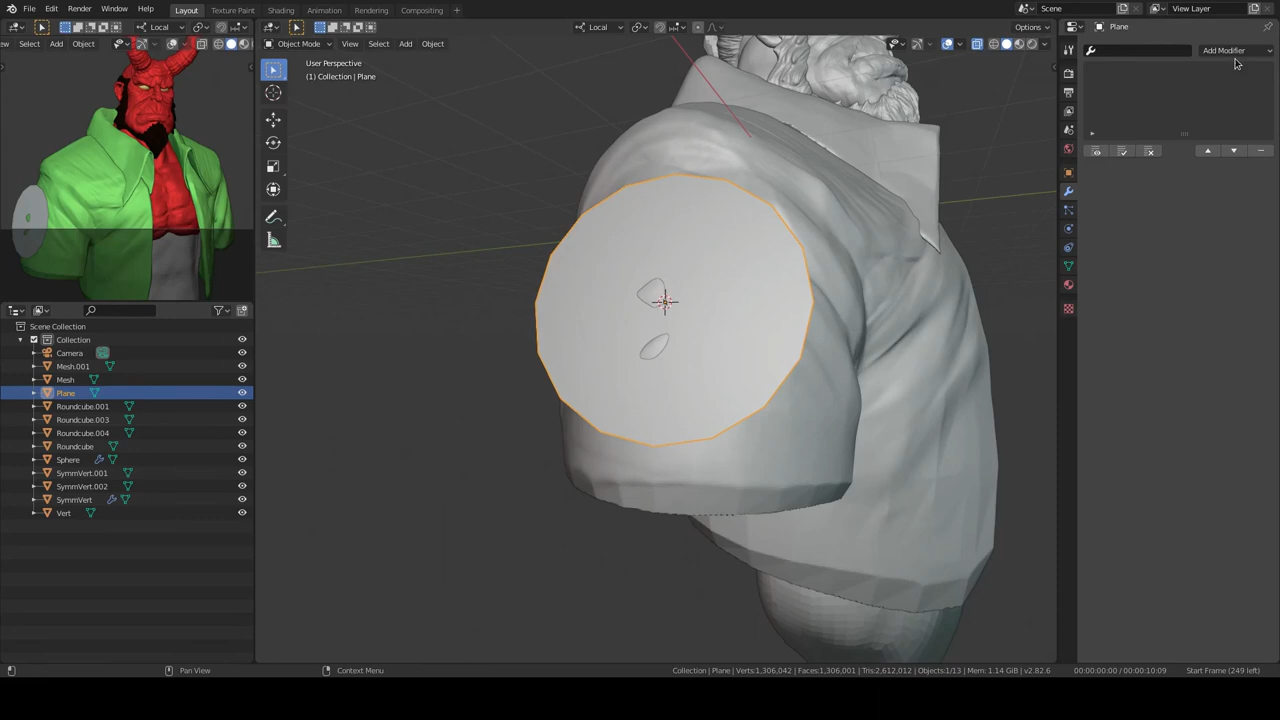 File Edit Render Window Help Layout Texture Paint Shading Animation Rendering Compositing + Scene View Layer
Local Local Options Plane
Select Add Object Object Mode View Select Add Object Add Modifier
User Perspective
(1) Collection | Plane
Scene Collection
Collection
Camera
Mesh.001
Mesh
Plane
Roundcube.001
Roundcube.003
Roundcube.004
Roundcube
Sphere
SymmVert.001
SymmVert.002
SymmVert
Vert
Pan View Context Menu Collection | Plane | Verts:1,306,042 | Faces:1,306,001 | Tris:2,612,012 | Objects:1/13 | Mem: 1.14 GiB | v2.82.6 00:00:00:00 / 00:00:10:09 Start Frame (249 left)